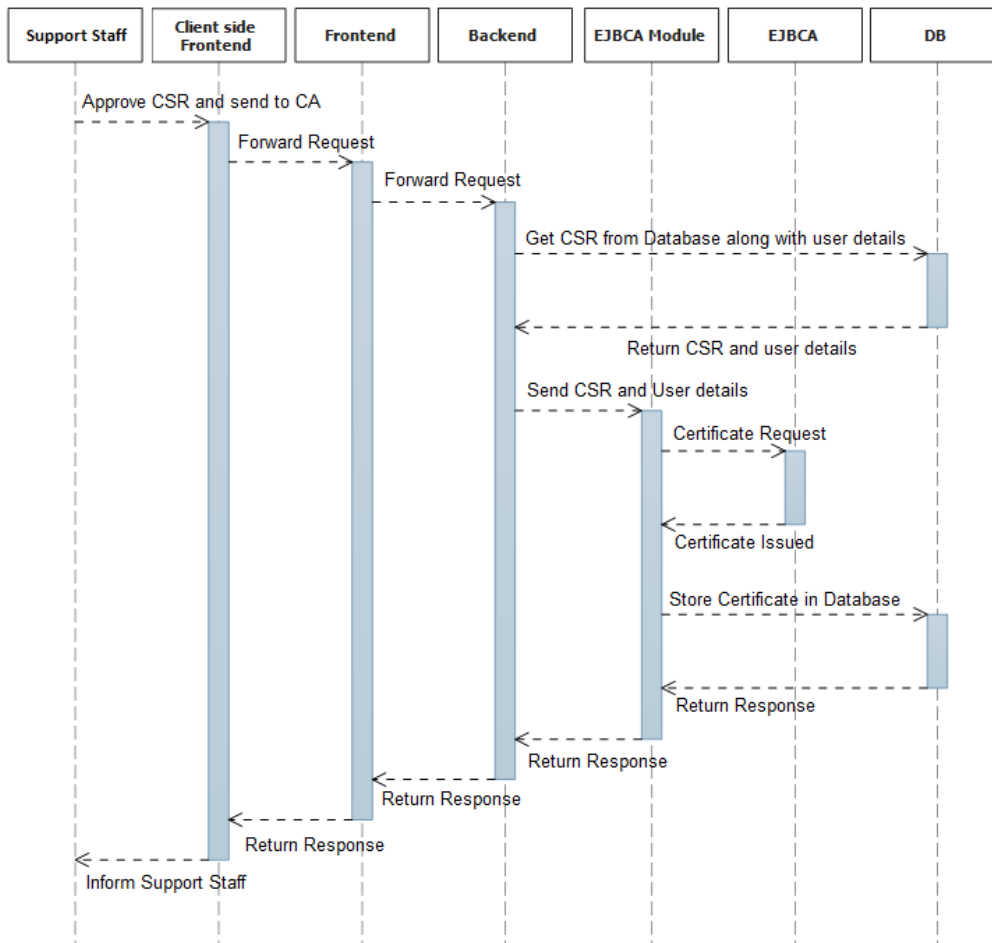 Support Staff
Client side
Frontend
Frontend
Backend
EJBCA Module
EJBCA
DB
Approve CSR and send to CA
Forward Request
Forward Request
Get CSR from Database along with user details
Return CSR and user details
Send CSR and User details
Certificate Request
Certificate Issued
Store Certificate in Database
Return Response
Return Response
Return Response
Return Response
Inform Support Staff